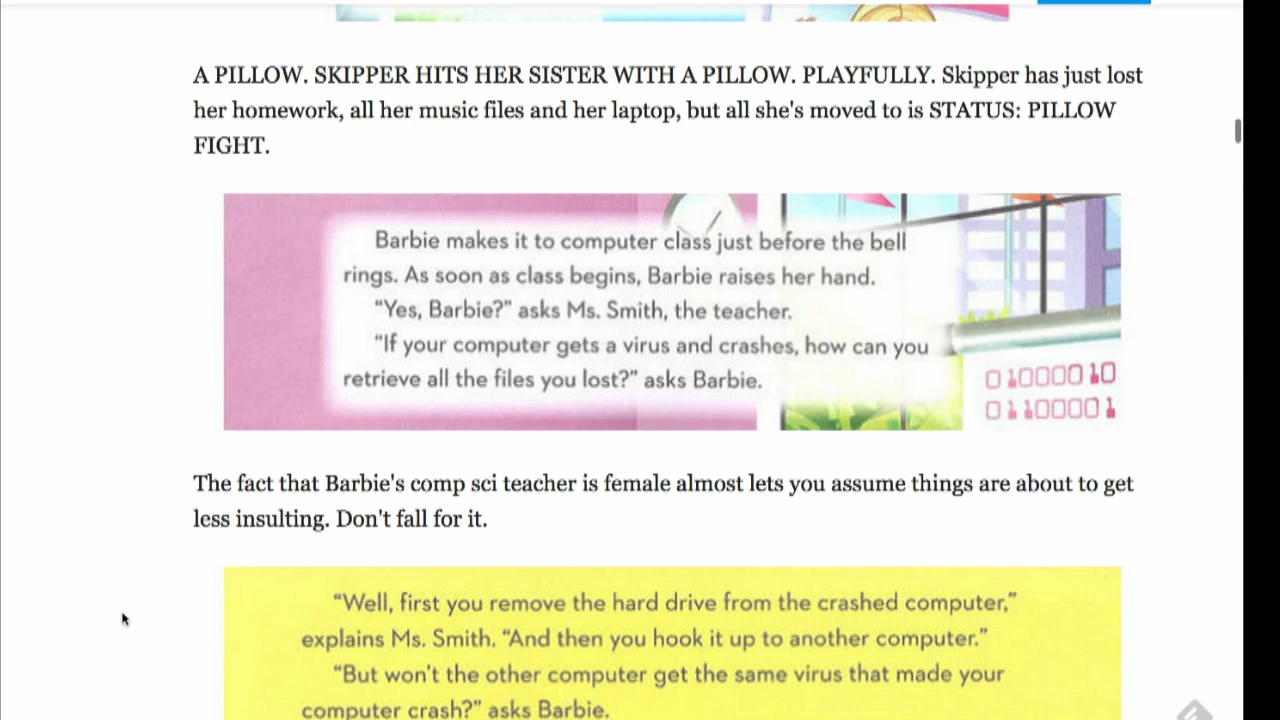 A PILLOW. SKIPPER HITS HER SISTER WITH A PILLOW. PLAYFULLY. Skipper has just lost
her homework, all her music files and her laptop, but all she's moved to is STATUS: PILLOW
FIGHT.
Barbie makes it to computer class just before the bell
rings. As soon as class begins, Barbie raises her hand.
“Yes, Barbie?” asks Ms. Smith, the teacher.
“If your computer gets a virus and crashes, how can you
retrieve all the files you lost?” asks Barbie.
01000010
01100001
The fact that Barbie's comp sci teacher is female almost lets you assume things are about to get
less insulting. Don't fall for it.
“Well, first you remove the hard drive from the crashed computer,”
explains Ms. Smith. “And then you hook it up to another computer.”
“But won't the other computer get the same virus that made your
computer crash?” asks Barbie.